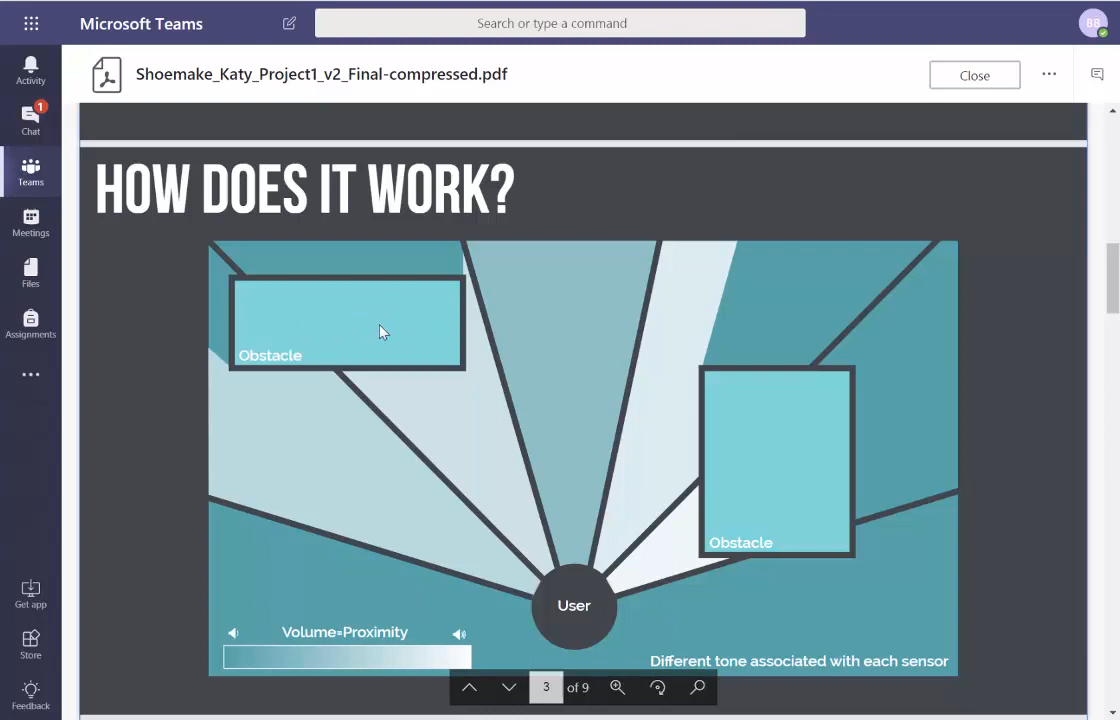 Microsoft Teams
Search or type a command
BB
Activity
Shoemake_Katy_Project1_v2_Final-compressed.pdf
Close
1
Chat
Teams
Meetings
Files
Assignments
Get app
Store
Feedback
HOW DOES IT WORK?
Obstacle
Obstacle
User
Volume=Proximity
Different tone associated with each sensor
3 of 9